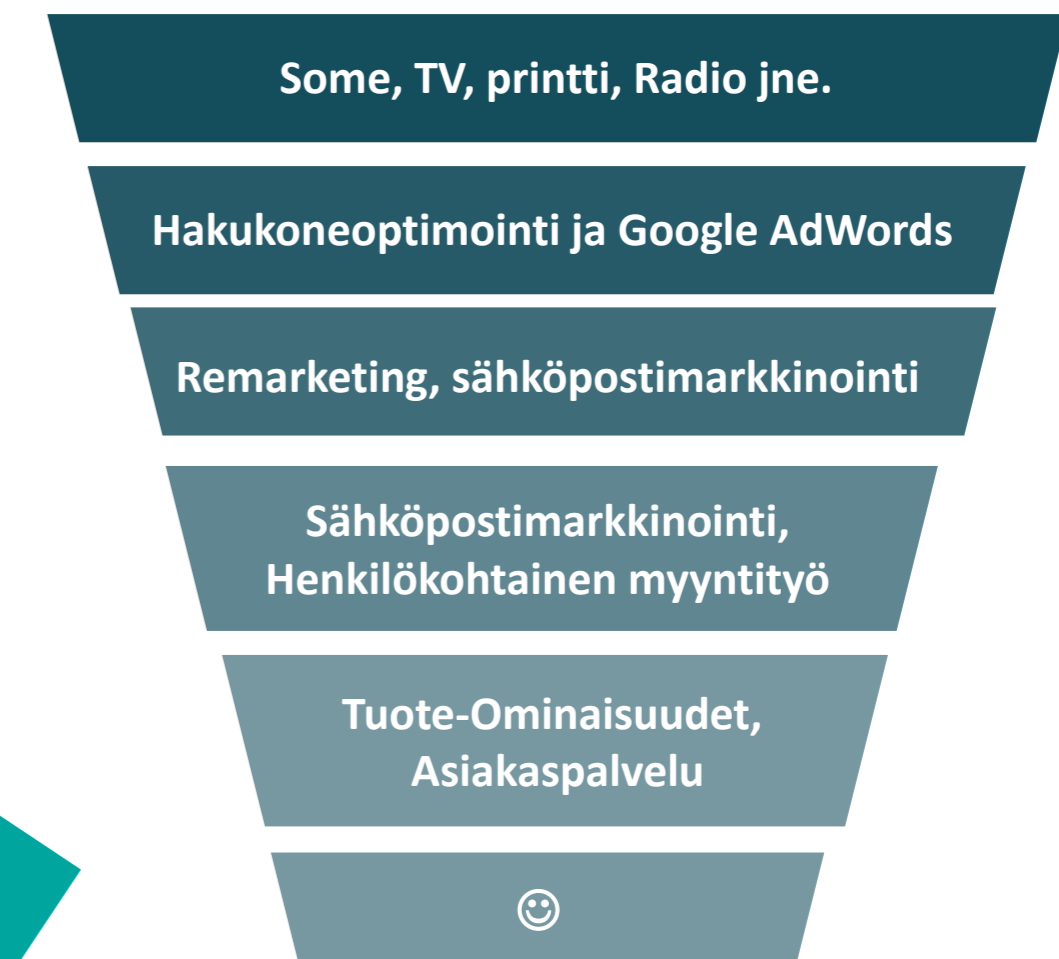 Some, TV, printti, Radio jne.
Hakukoneoptimointi ja Google AdWords
Remarketing, sähköpostimarkkinointi
Sähköpostimarkkinointi,
Henkilökohtainen myyntityö
Tuote-Ominaisuudet,
Asiakaspalvelu
☺